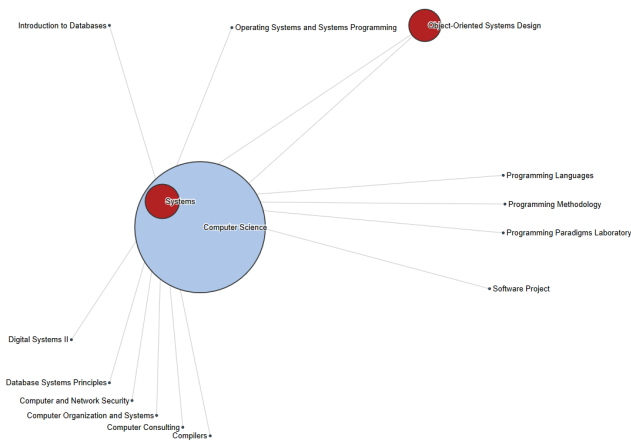 Introduction to Databases
Operating Systems and Systems Programming
Object-Oriented Systems Design
Programming Languages
Systems
Programming Methodology
Computer Science
Programming Paradigms Laboratory
Software Project
Digital Systems II
Database Systems Principles
Computer and Network Security
Computer Organization and Systems
Computer Consulting
Compilers